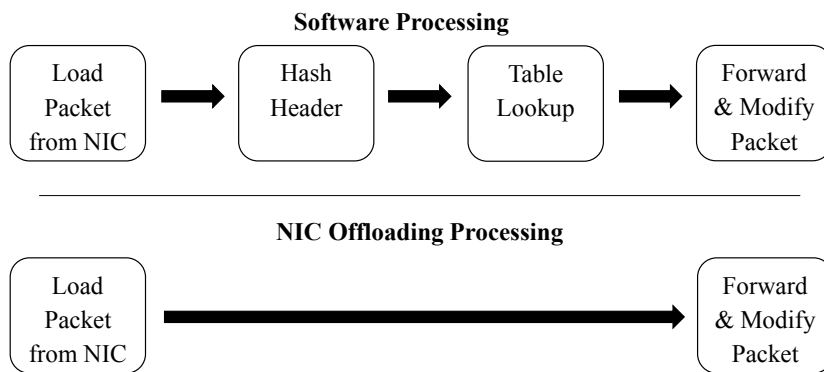 Software Processing
Load
Packet
from NIC
Hash
Header
Table
Lookup
Forward
& Modify
Packet
NIC Offloading Processing
Load
Packet
from NIC
Forward
& Modify
Packet